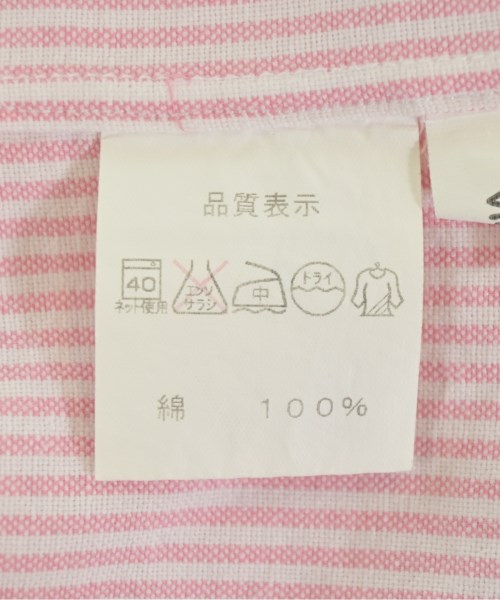 品質表示
40 エンソ 中 ドライ
ネット使用 サラシ
綉 100%